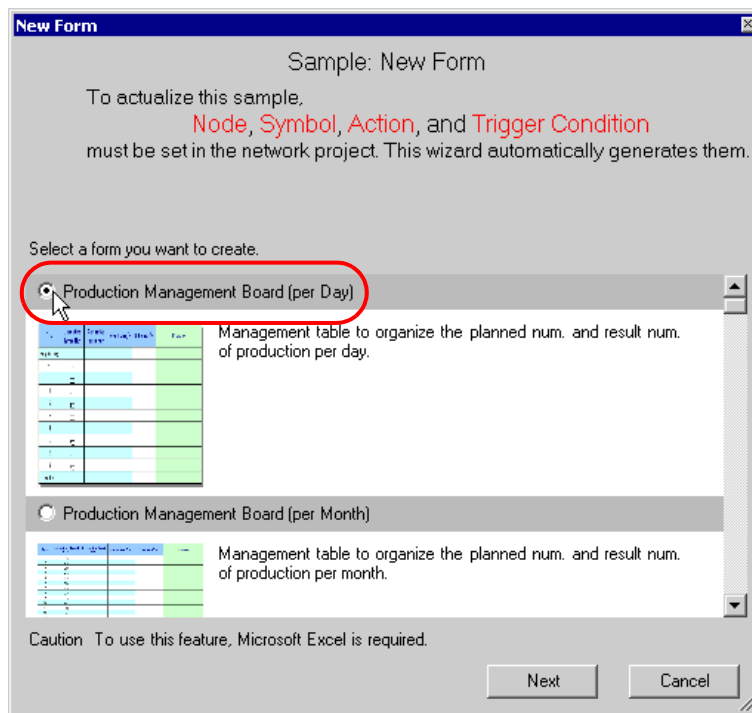 New Form
Sample: New Form
To actualize this sample,
Node, Symbol, Action, and Trigger Condition
must be set in the network project. This wizard automatically generates them.
Select a form you want to create.
Production Management Board (per Day)
Management table to organize the planned num. and result num.
of production per day.
Production Management Board (per Month)
Management table to organize the planned num. and result num.
of production per month.
Caution To use this feature, Microsoft Excel is required.
Next
Cancel